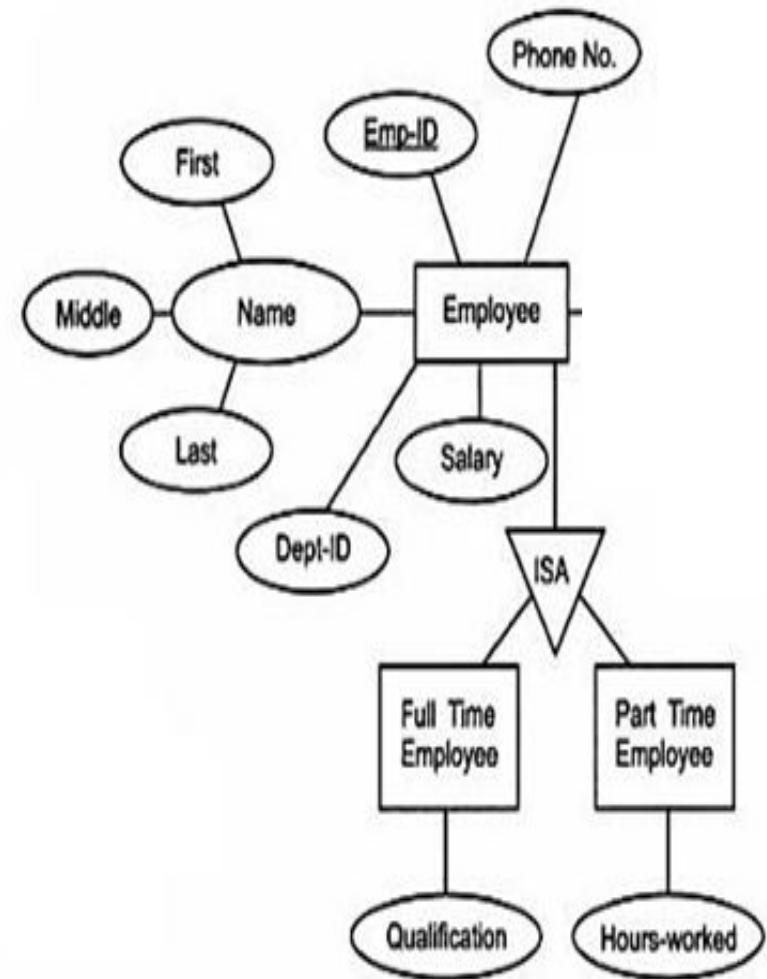 Phone No.
Emp-ID
First
Middle
Name
Employee
Last
Salary
Dept-ID
ISA
Full Time
Employee
Part Time
Employee
Qualification
Hours-worked